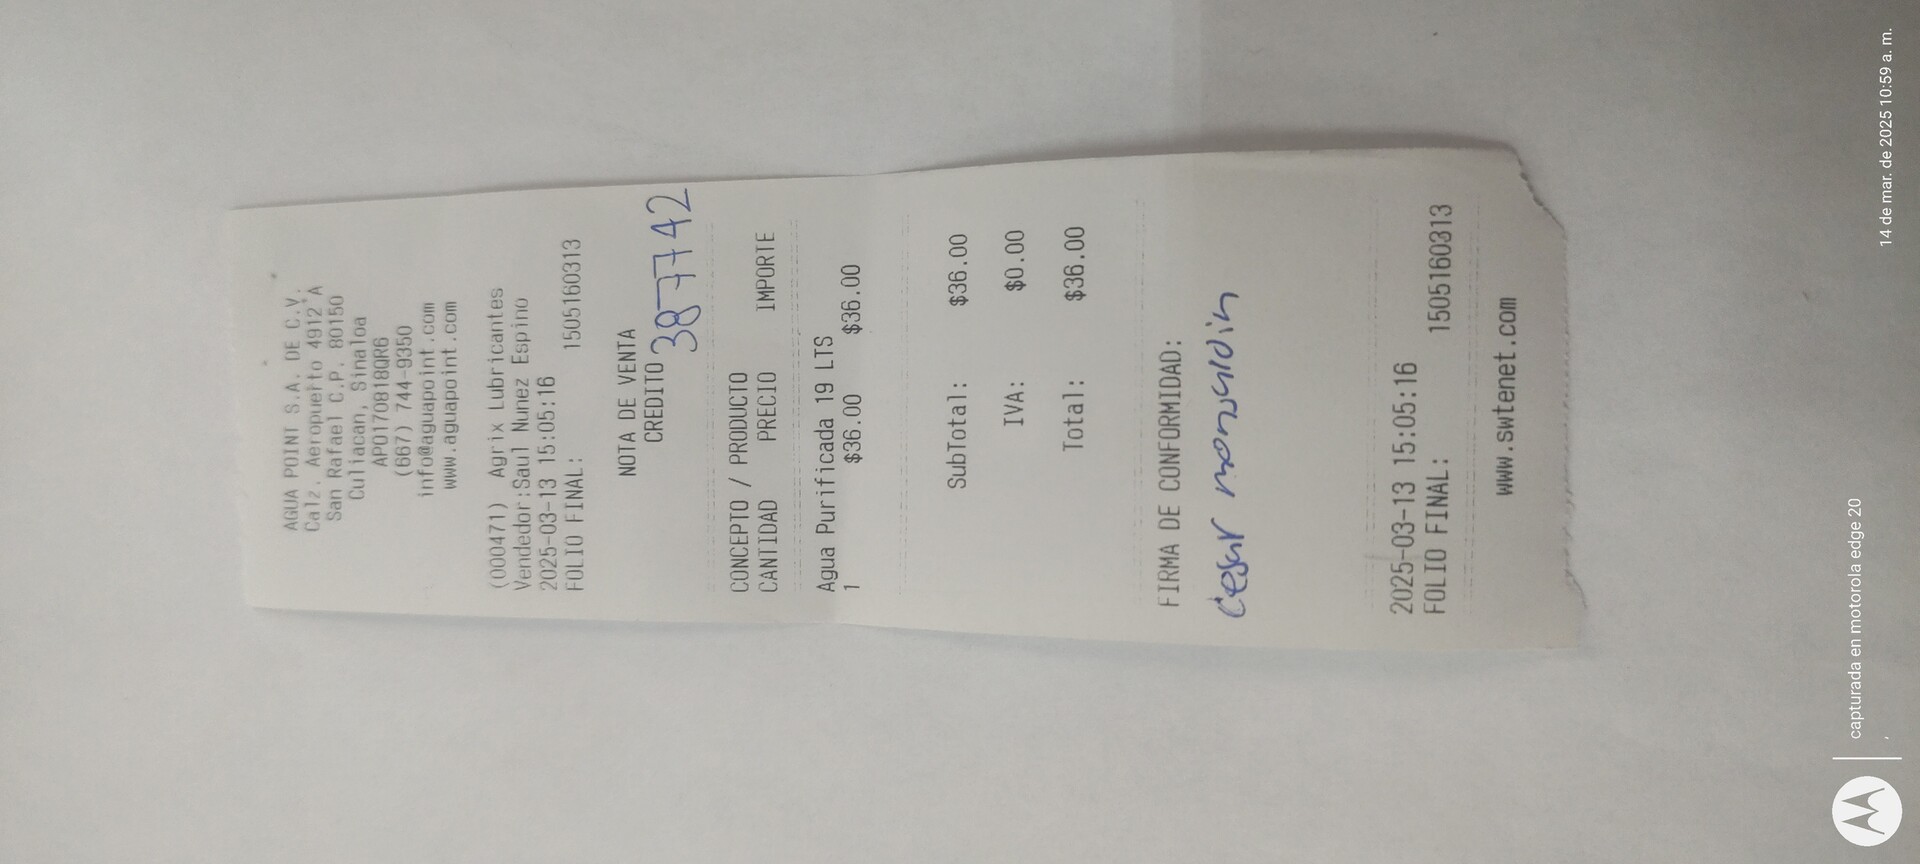 AGUA POINT S.A. DE C.V.
Calz. Aeropuerto 4912 A
San Rafael C.P. 80150
Culiacan, Sinaloa
APO170818QR6
(667) 744-9350
info@aguapoint.com
www.aguapoint.com
(000471) Agrix Lubricantes
Vendedor:Saul Nunez Espino
2025-03-13 15:05:16
FOLIO FINAL: 1505160313
NOTA DE VENTA
CREDITO 3877742
CONCEPTO / PRODUCTO
CANTIDAD PRECIO IMPORTE
Agua Purificada 19 LTS
1 $36.00 $36.00
SubTotal: $36.00
IVA: $0.00
Total: $36.00
FIRMA DE CONFORMIDAD:
Cesar
2025-03-13 15:05:16
FOLIO FINAL: 1505160313
www.swtenet.com
capturada en motorola edge 20
14 de mar. de 2025 10:59 a. m.